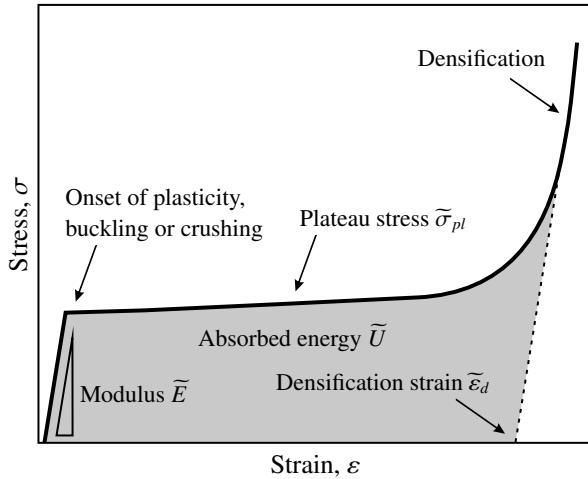 Densification
Onset of plasticity,
buckling or crushing
Plateau stress σ̃pl
Absorbed energy Ũ
Modulus Ẽ
Densification strain ε̃d
Stress, σ
Strain, ε